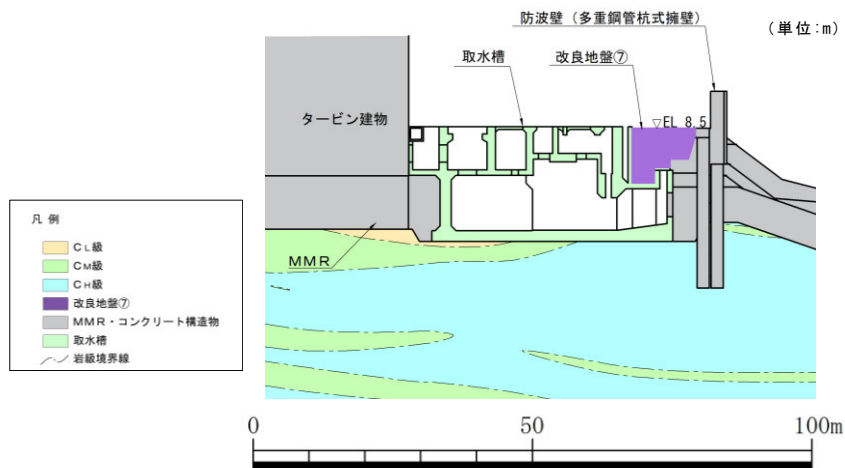 防波壁（多重鋼管杭式擁壁）
（単位:m）
取水槽
改良地盤⑦
タービン建物
▽EL 8.5
MMR
凡 例
CL級
CM級
CH級
改良地盤⑦
MMR・コンクリート構造物
取水槽
岩級境界線
0
50
100m